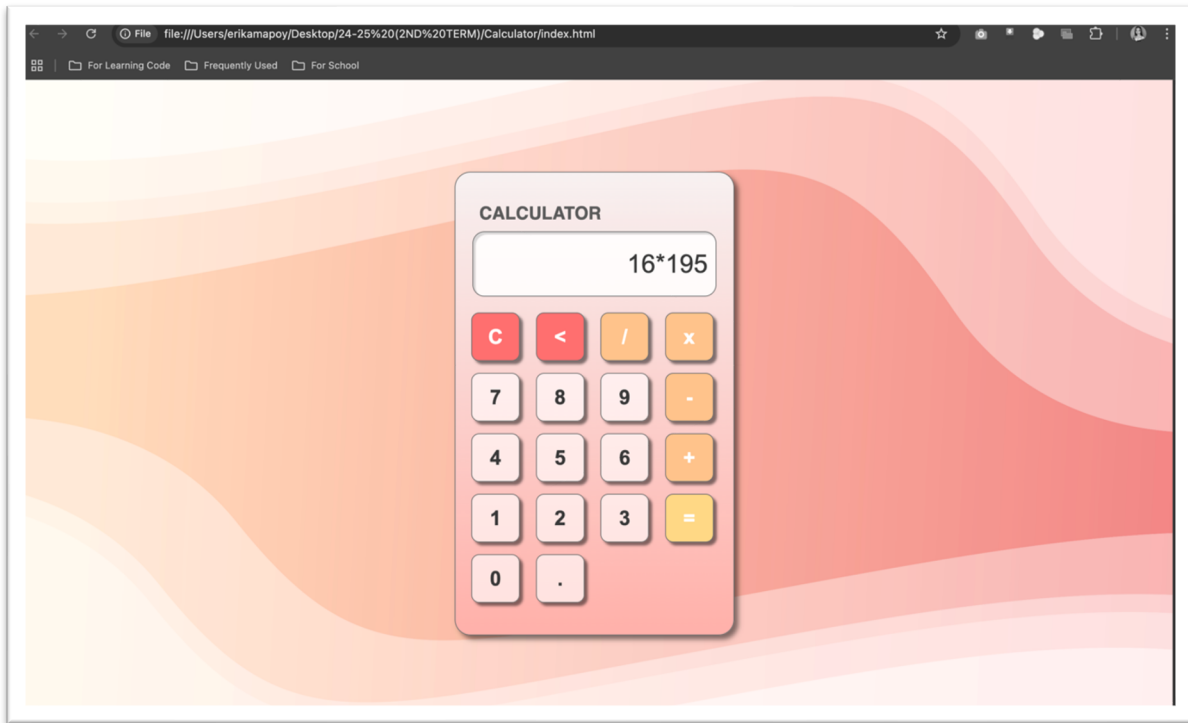 File file:///Users/erikamapoy/Desktop/24-25%20(2ND%20TERM)/Calculator/index.html
For Learning Code Frequently Used For School
CALCULATOR
16*195
C < / x
7 8 9 -
4 5 6 +
1 2 3 =
0 .